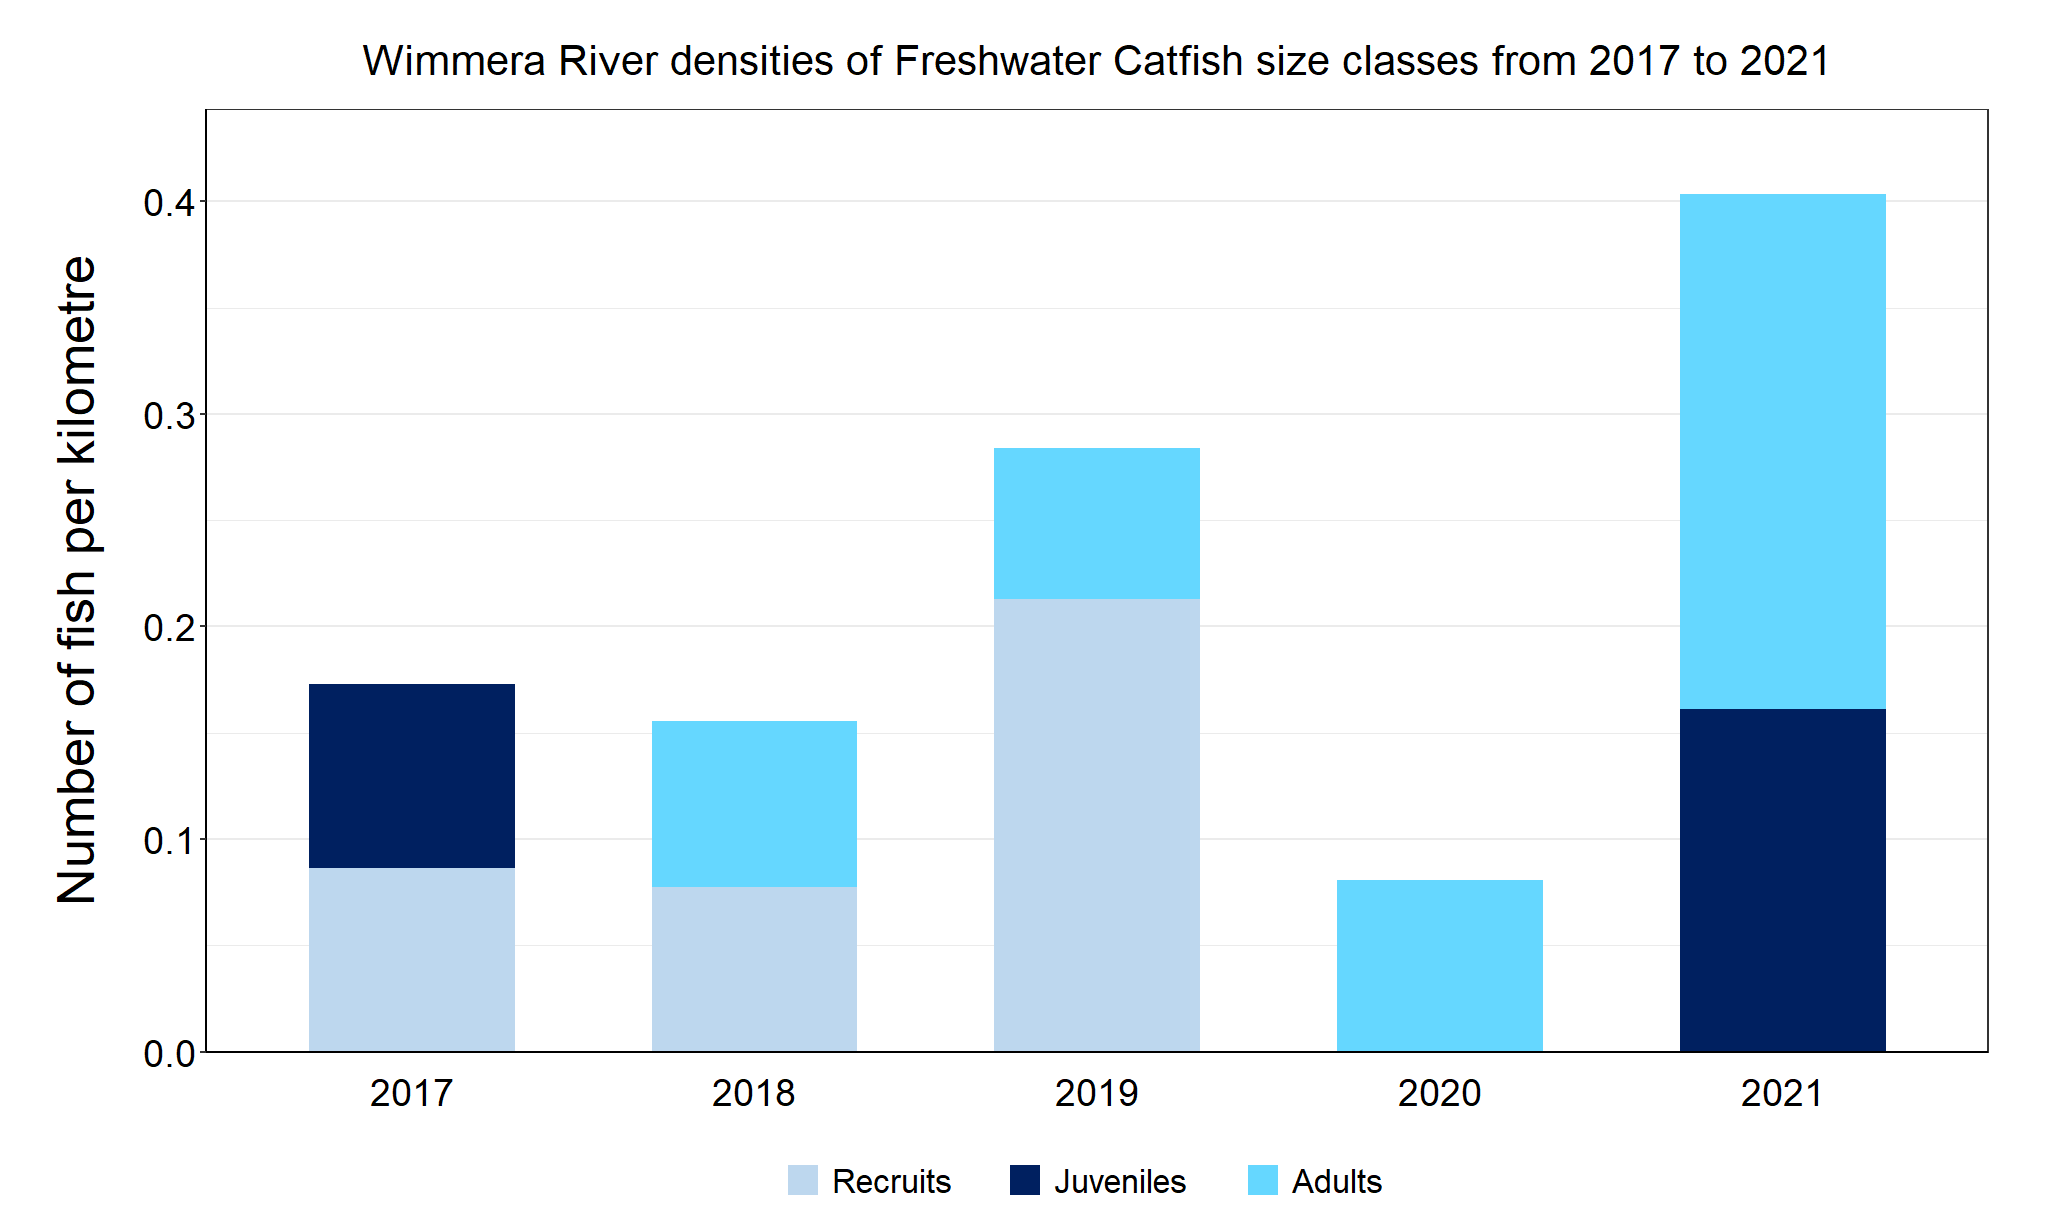 Wimmera River densities of Freshwater Catfish size classes from 2017 to 2021
Number of fish per kilometre
0.4
0.3
0.2
0.1
0.0
2017 2018 2019 2020 2021
Recruits Juveniles Adults